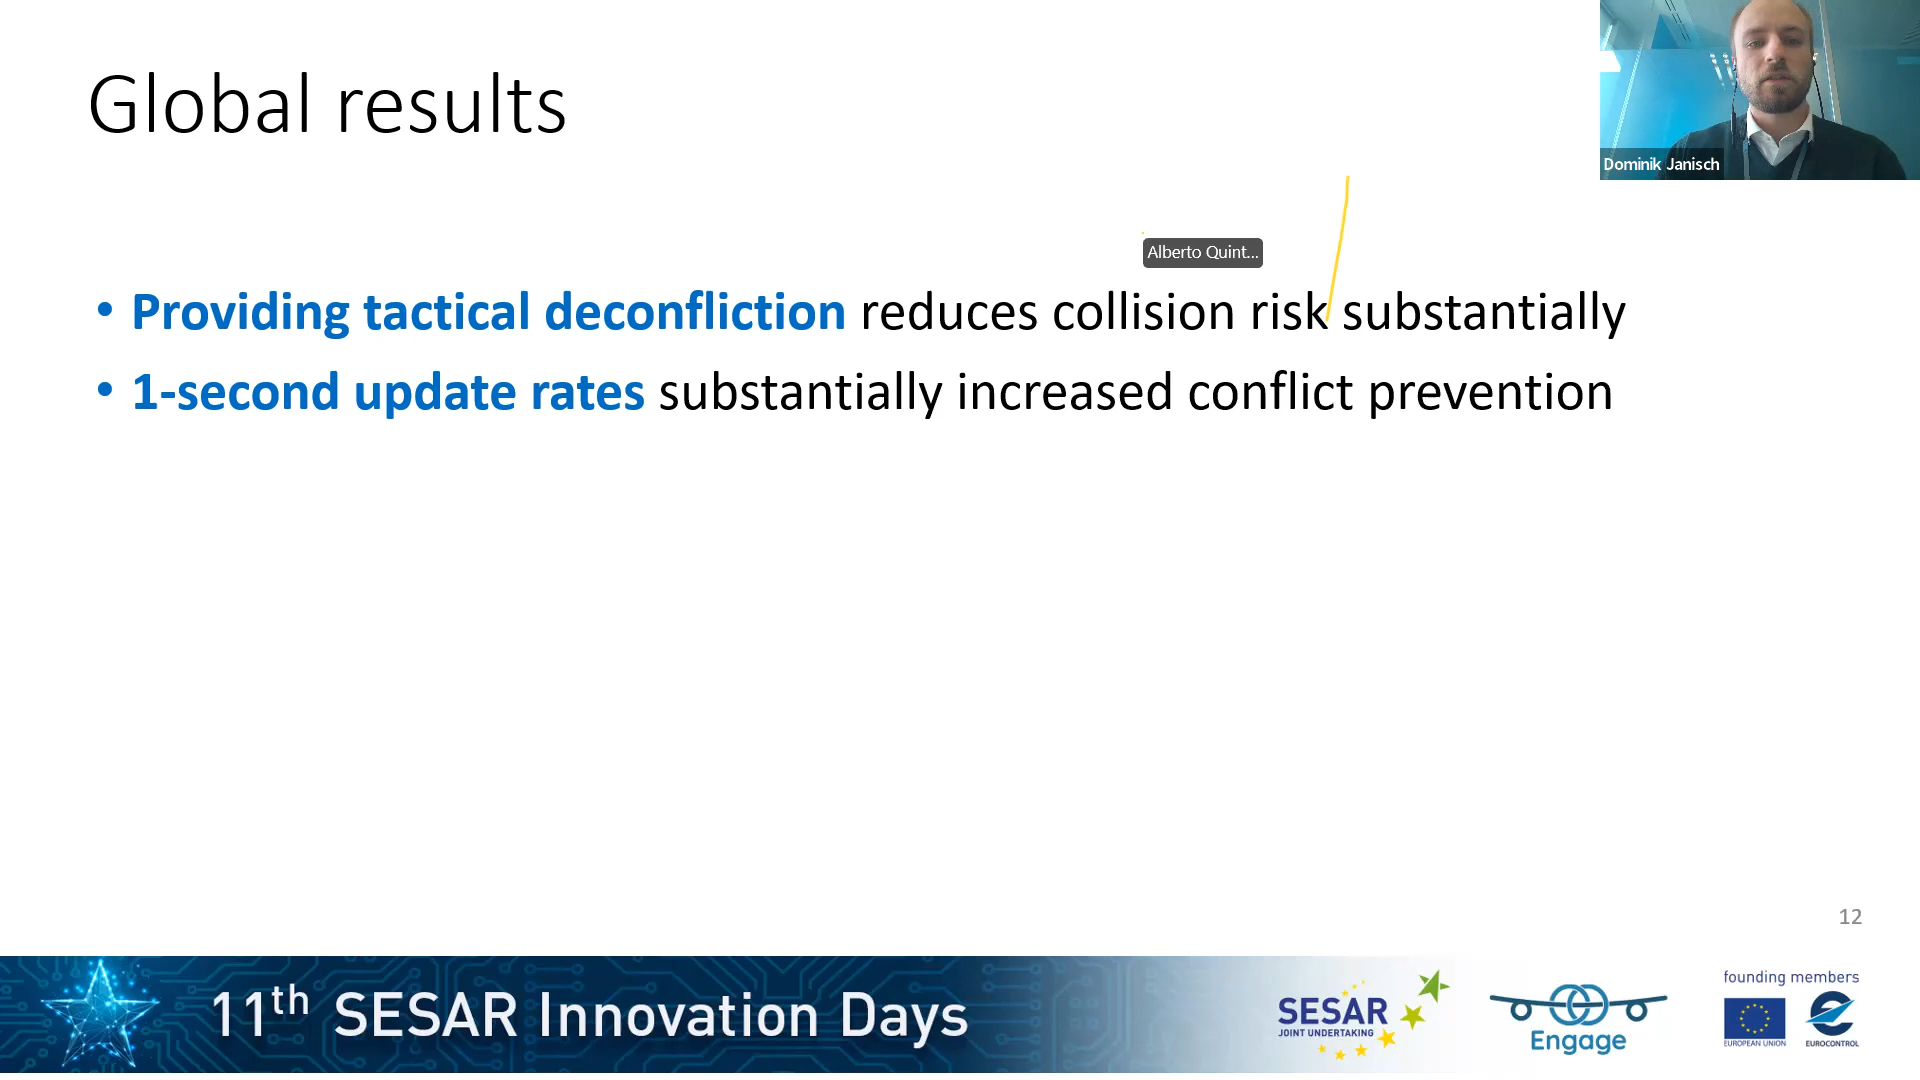 Global results
Dominik Janisch
Alberto Quint...
• Providing tactical deconfliction reduces collision risk substantially
• 1-second update rates substantially increased conflict prevention
12
11th SESAR Innovation Days
SESAR
JOINT UNDERTAKING
Engage
founding members
EUROPEAN UNION
EUROCONTROL